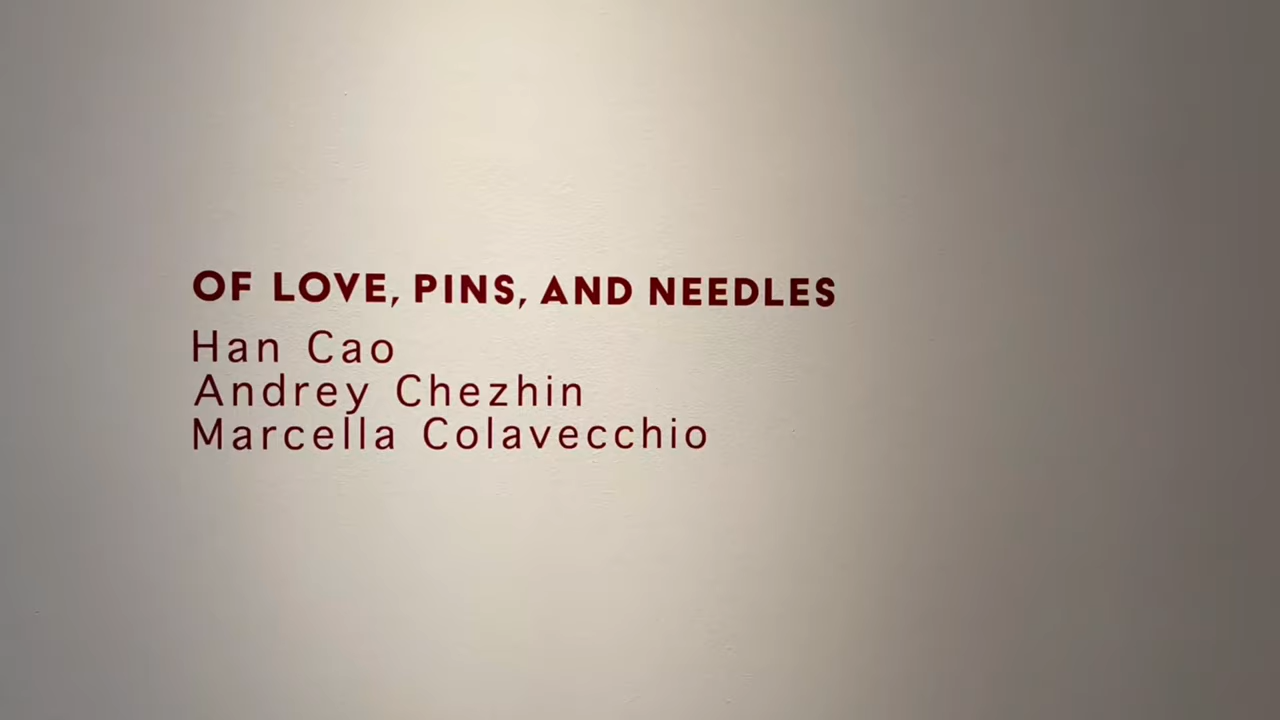 OF LOVE, PINS, AND NEEDLES
Han Cao
Andrey Chezhin
Marcella Colavecchio